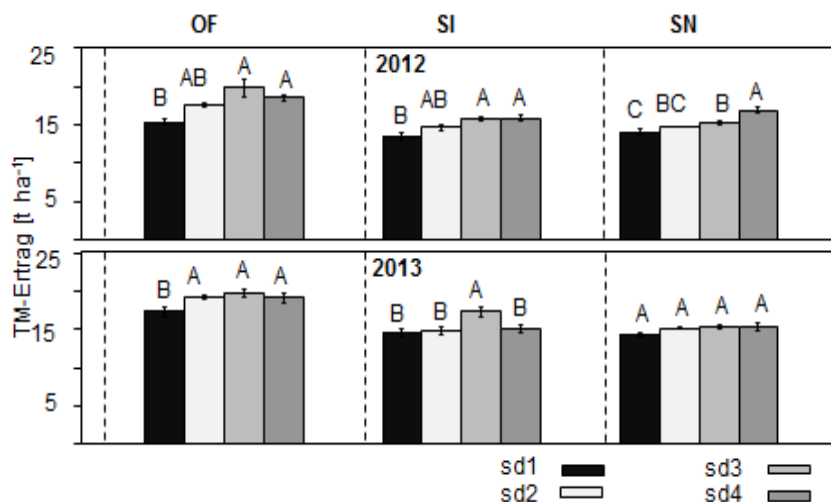 OF SI SN
25 2012
B AB A A B AB A A C BC B A
15
5
TM-Ertrag [t ha⁻¹]
25 2013
B A A A B B A B A A A A
15
5
sd1 sd3
sd2 sd4